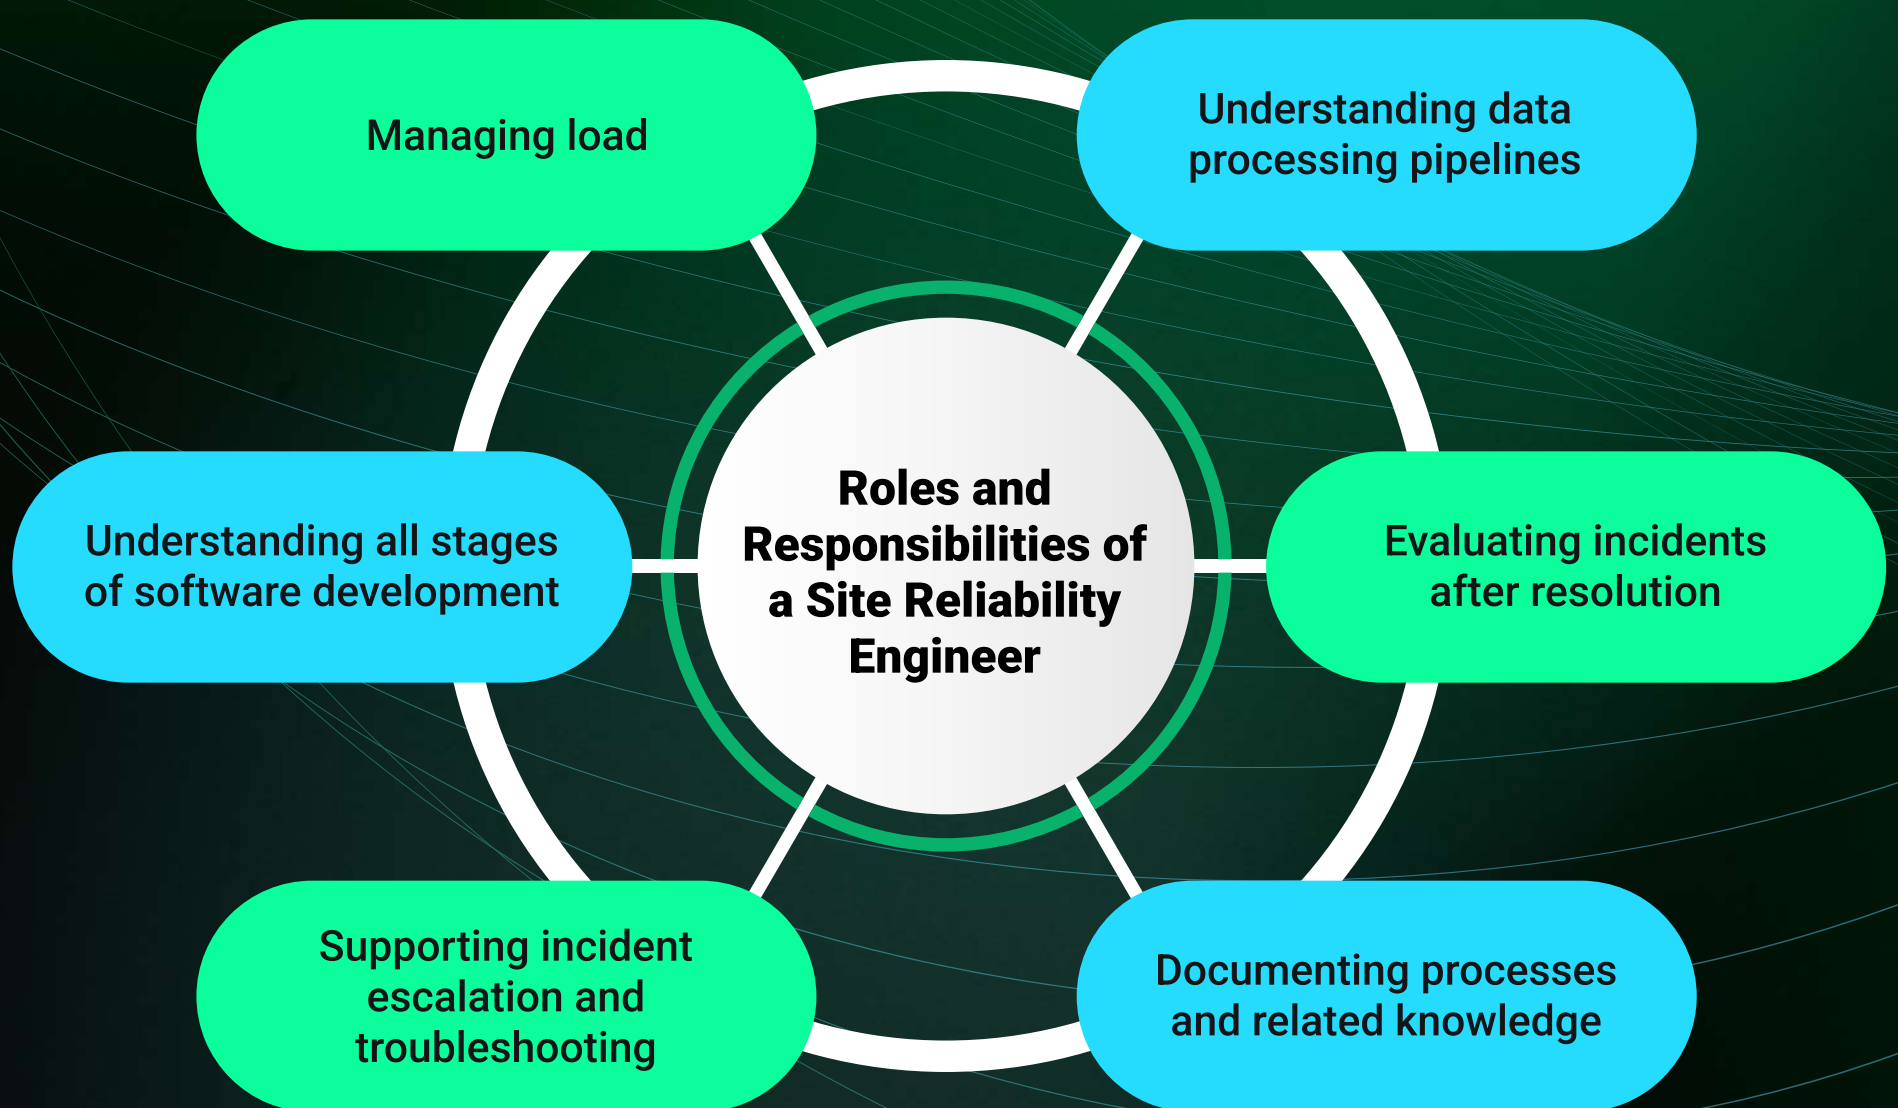 Managing load
Understanding data
processing pipelines
Understanding all stages
of software development
Roles and
Responsibilities of
a Site Reliability
Engineer
Evaluating incidents
after resolution
Supporting incident
escalation and
troubleshooting
Documenting processes
and related knowledge